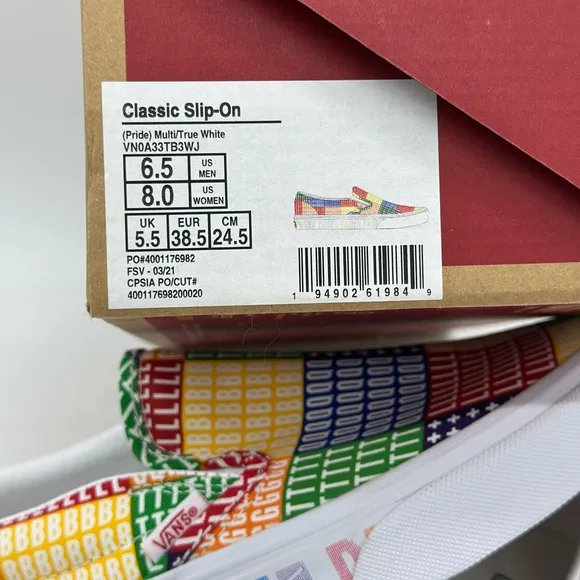 Classic Slip-On
(Pride) Multi/True White
VN0A33TB3WJ
6.5 US MEN
8.0 US WOMEN
UK EUR CM
5.5 38.5 24.5
PO#4001176982
FSV - 03/21
CPSIA PO/CUT#
400117698200020
1 94902 61984 9
VANS®